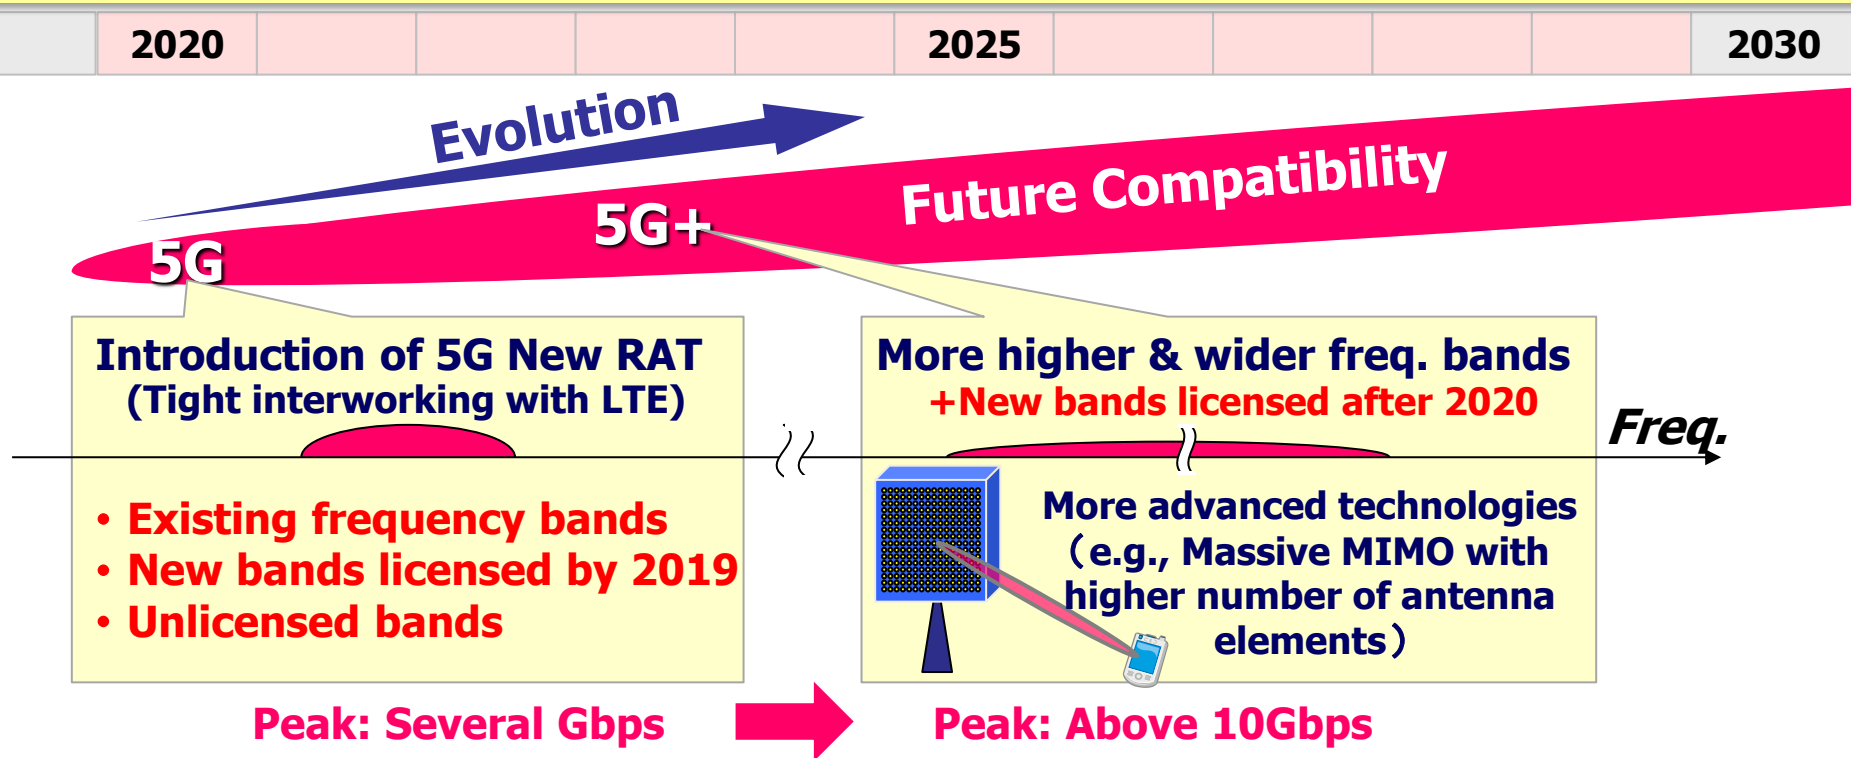 2020
2025
2030
Evolution
Future Compatibility
5G+
5G
Introduction of 5G New RAT
(Tight interworking with LTE)
• Existing frequency bands
• New bands licensed by 2019
• Unlicensed bands
More higher & wider freq. bands
+New bands licensed after 2020
Freq.
More advanced technologies
（e.g., Massive MIMO with
higher number of antenna
elements）
Peak: Several Gbps
Peak: Above 10Gbps